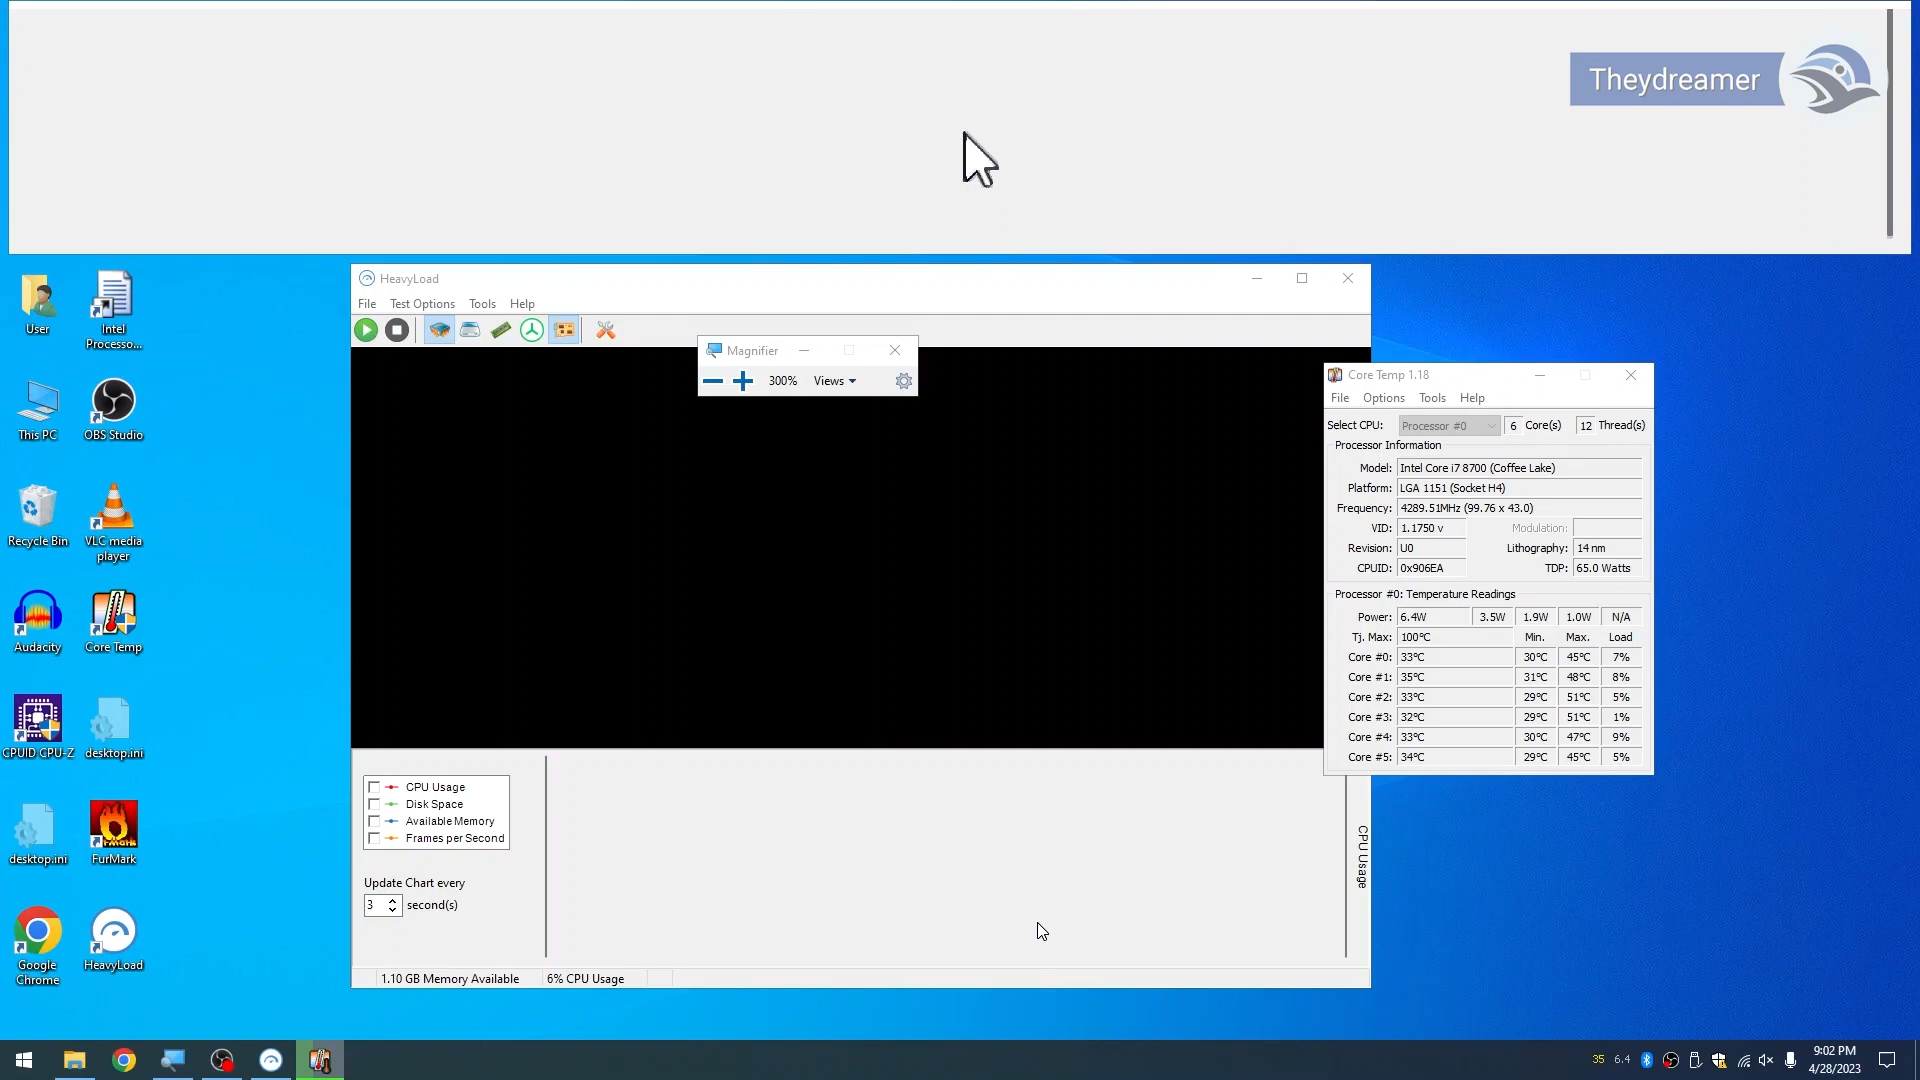 Theydreamer
User
Intel
Processo...
This PC
OBS Studio
Recycle Bin
VLC media
player
Audacity
Core Temp
CPUID CPU-Z
desktop.ini
desktop.ini
FurMark
Google
Chrome
HeavyLoad
HeavyLoad
File Test Options Tools Help
Magnifier
300% Views
CPU Usage
Disk Space
Available Memory
Frames per Second
Update Chart every
3 second(s)
CPU Usage
1.10 GB Memory Available 6% CPU Usage
Core Temp 1.18
File Options Tools Help
Select CPU: Processor #0 6 Core(s) 12 Thread(s)
Processor Information
Model: Intel Core i7 8700 (Coffee Lake)
Platform: LGA 1151 (Socket H4)
Frequency: 4289.51MHz (99.76 x 43.0)
VID: 1.1750 v Modulation:
Revision: U0 Lithography: 14 nm
CPUID: 0x906EA TDP: 65.0 Watts
Processor #0: Temperature Readings
Power: 6.4W 3.5W 1.9W 1.0W N/A
Tj. Max: 100°C Min. Max. Load
Core #0: 33°C 30°C 45°C 7%
Core #1: 35°C 31°C 48°C 8%
Core #2: 33°C 29°C 51°C 5%
Core #3: 32°C 29°C 51°C 1%
Core #4: 33°C 30°C 47°C 9%
Core #5: 34°C 29°C 45°C 5%
35 6.4
9:02 PM
4/28/2023